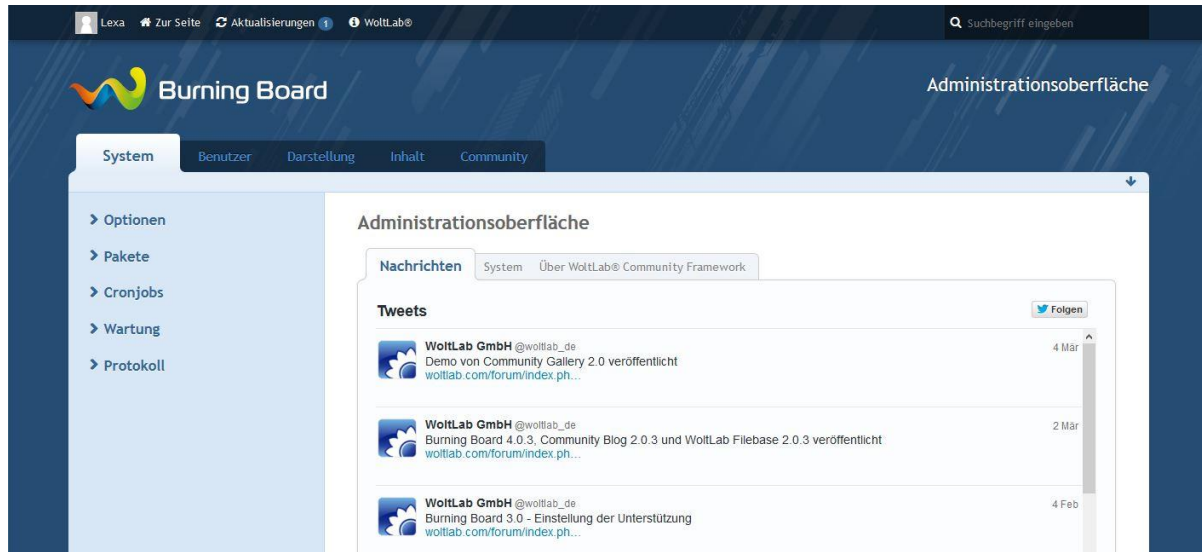 Lexa Zur Seite Aktualisierungen 1 WoltLab® Suchbegriff eingeben
Burning Board
Administrationsoberfläche
System Benutzer Darstellung Inhalt Community
Optionen
Pakete
Cronjobs
Wartung
Protokoll
Administrationsoberfläche
Nachrichten System Über WoltLab® Community Framework
Tweets Folgen
WoltLab GmbH @woltlab_de 4 Mär
Demo von Community Gallery 2.0 veröffentlicht
woltlab.com/forum/index.ph...
WoltLab GmbH @woltlab_de 2 Mär
Burning Board 4.0.3, Community Blog 2.0.3 und WoltLab Filebase 2.0.3 veröffentlicht
woltlab.com/forum/index.ph...
WoltLab GmbH @woltlab_de 4 Feb
Burning Board 3.0 - Einstellung der Unterstützung
woltlab.com/forum/index.ph...